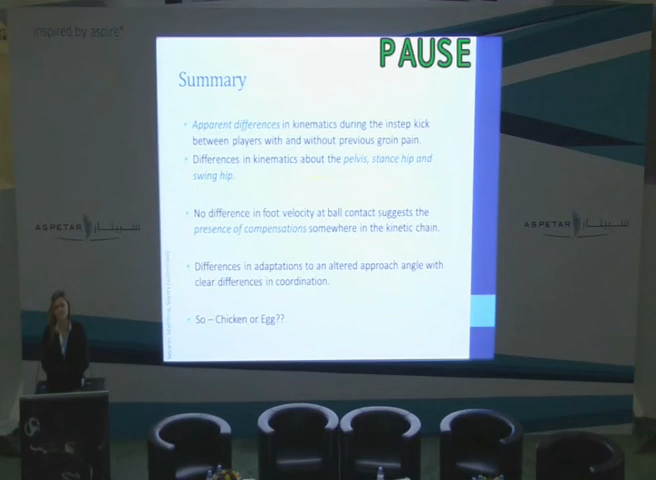 inspired by aspire
PAUSE
Summary
Apparent differences in kinematics during the instep kick
between players with and without previous groin pain.
Differences in kinematics about the pelvis, stance hip and
swing hip.
No difference in foot velocity at ball contact suggests the
presence of compensations somewhere in the kinetic chain.
Differences in adaptations to an altered approach angle with
clear differences in coordination.
So – Chicken or Egg??
ASPETAR سبيتار
ASPETAR سبيتار